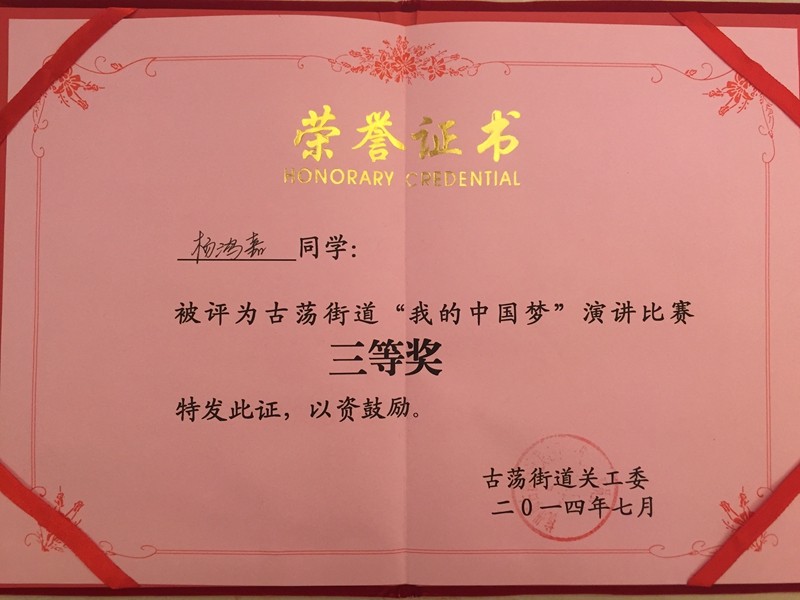 荣誉证书
HONORARY CREDENTIAL
杨鸿嘉 同学：
被评为古荡街道“我的中国梦”演讲比赛
三等奖
特发此证，以资鼓励。
古荡街道关工委
二0一四年七月